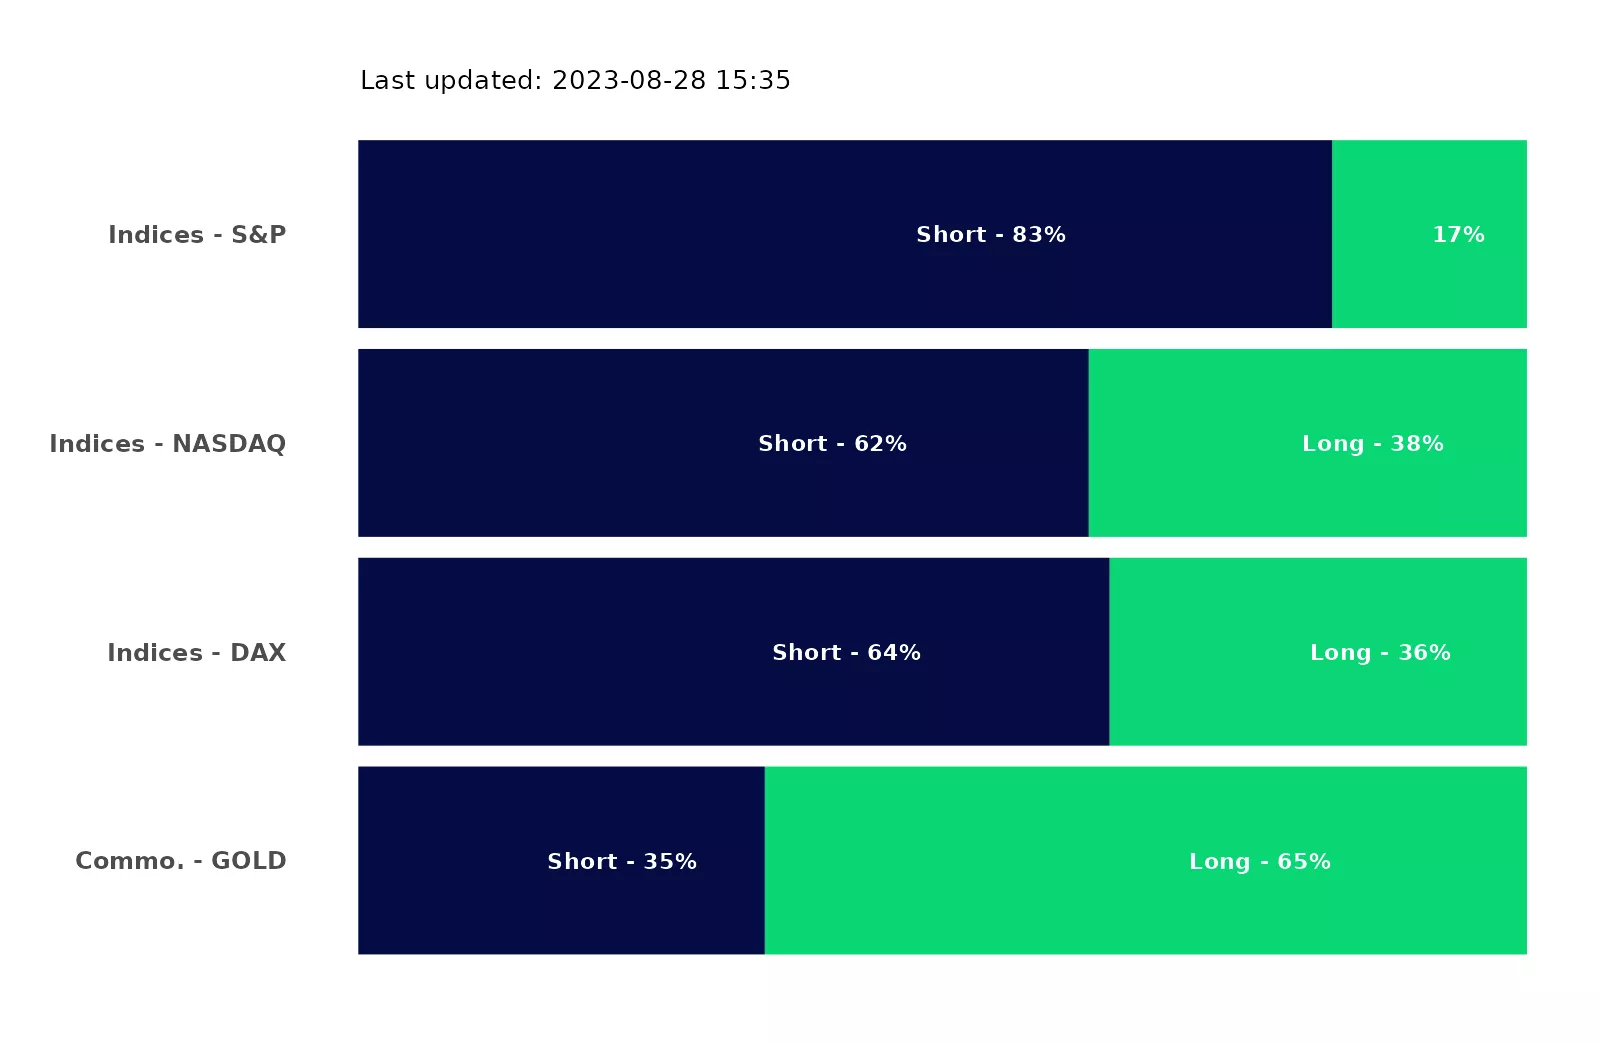 Last updated: 2023-08-28 15:35
Indices - S&P Short - 83% 17%
Indices - NASDAQ Short - 62% Long - 38%
Indices - DAX Short - 64% Long - 36%
Commo. - GOLD Short - 35% Long - 65%